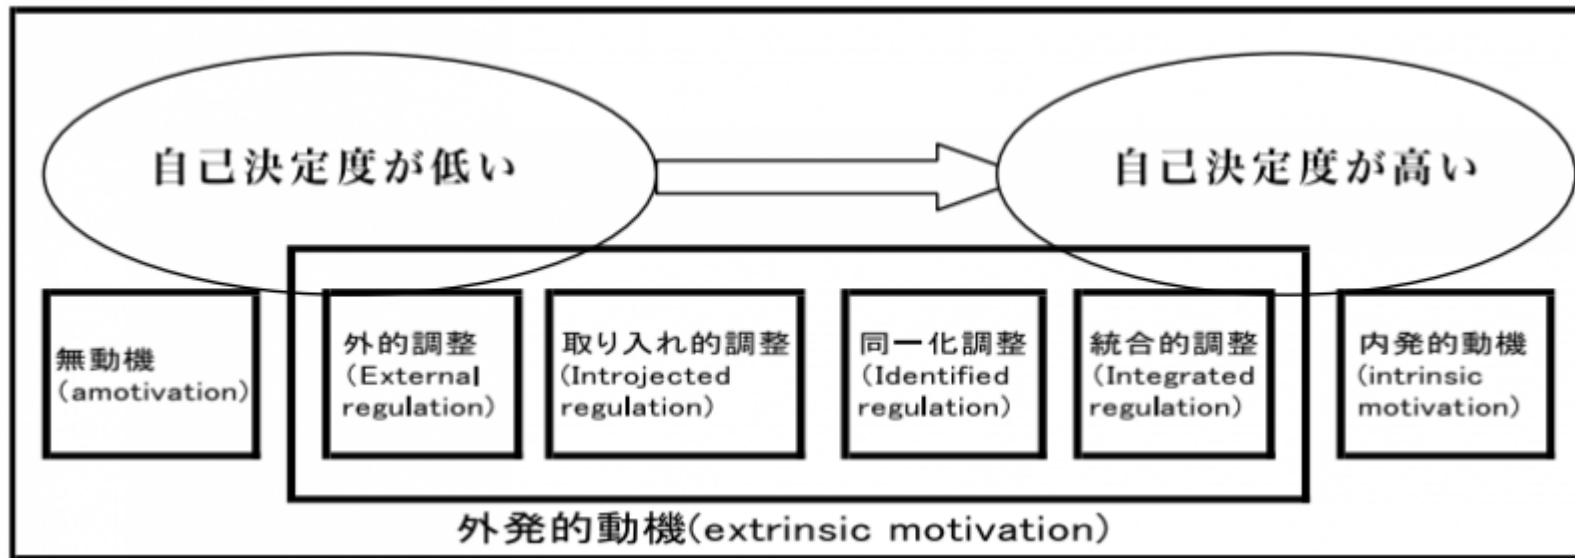 自己決定度が低い
自己決定度が高い
無動機
(amotivation)
外的調整
(External
regulation)
取り入れ的調整
(Introjected
regulation)
同一化調整
(Identified
regulation)
統合的調整
(Integrated
regulation)
内発的動機
(intrinsic
motivation)
外発的動機(extrinsic motivation)